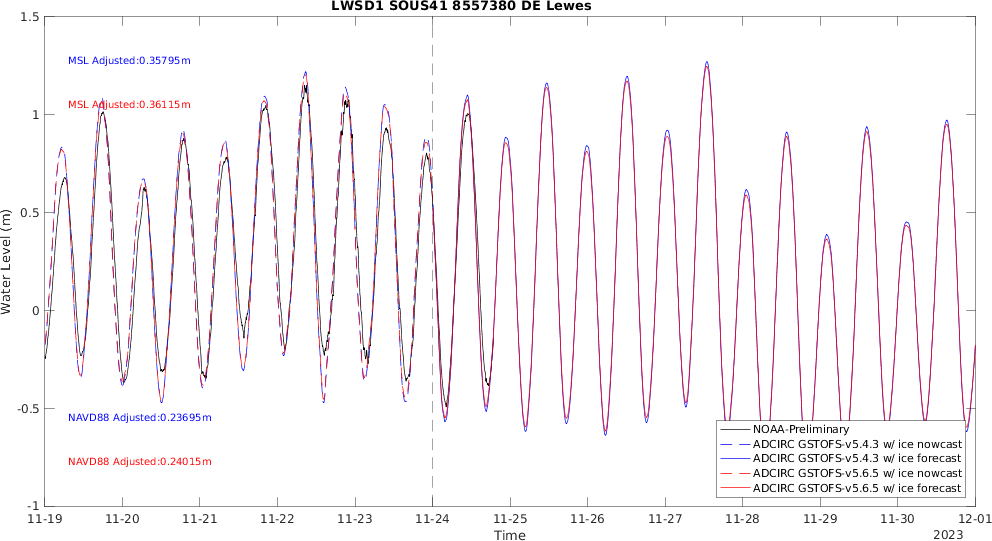 LWSD1 SOUS41 8557380 DE Lewes
1.5
1
0.5
0
-0.5
-1
Water Level (m)
MSL Adjusted:0.35795m
MSL Adjusted:0.36115m
NAVD88 Adjusted:0.23695m
NAVD88 Adjusted:0.24015m
NOAA-Preliminary
ADCIRC GSTOFS-v5.4.3 w/ ice nowcast
ADCIRC GSTOFS-v5.4.3 w/ ice forecast
ADCIRC GSTOFS-v5.6.5 w/ ice nowcast
ADCIRC GSTOFS-v5.6.5 w/ ice forecast
11-19 11-20 11-21 11-22 11-23 11-24 11-25 11-26 11-27 11-28 11-29 11-30 12-01
Time
2023